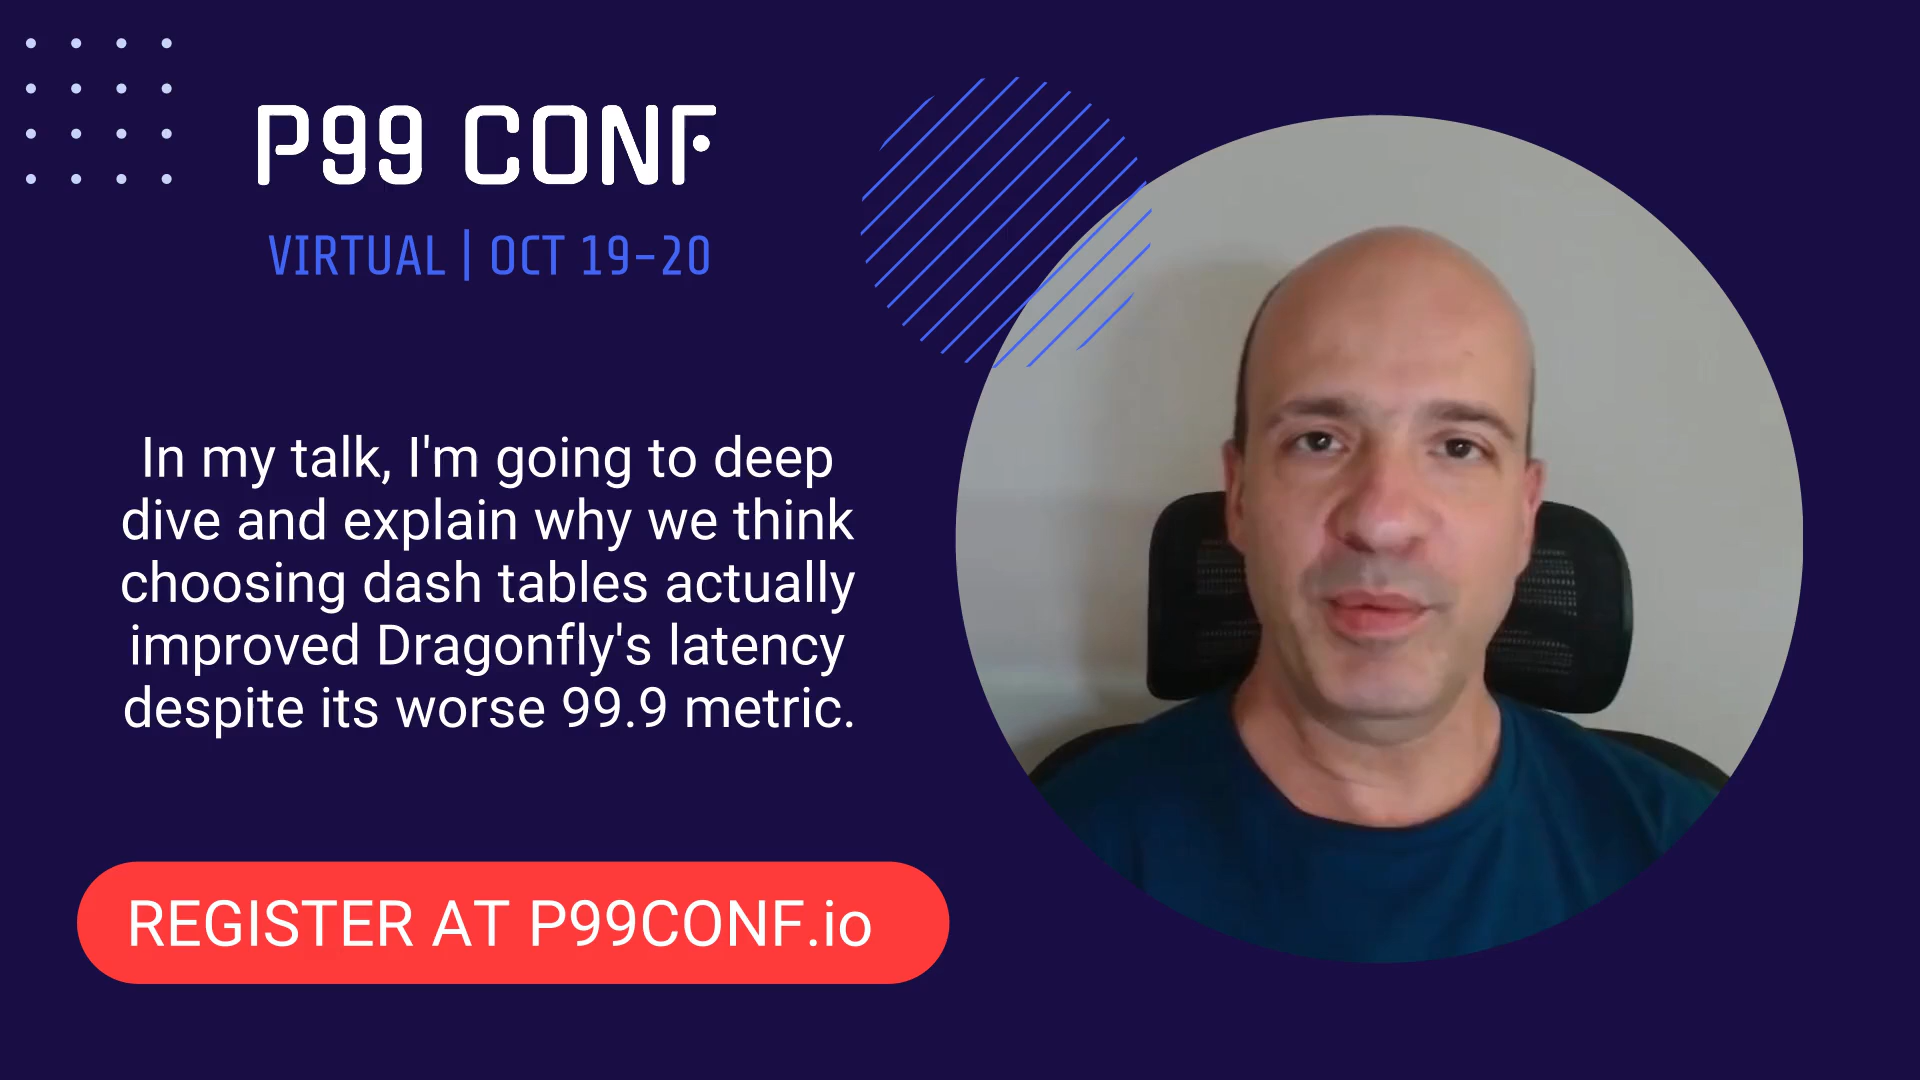 P99 CONF
VIRTUAL | OCT 19-20
In my talk, I'm going to deep
dive and explain why we think
choosing dash tables actually
improved Dragonfly's latency
despite its worse 99.9 metric.
REGISTER AT P99CONF.io